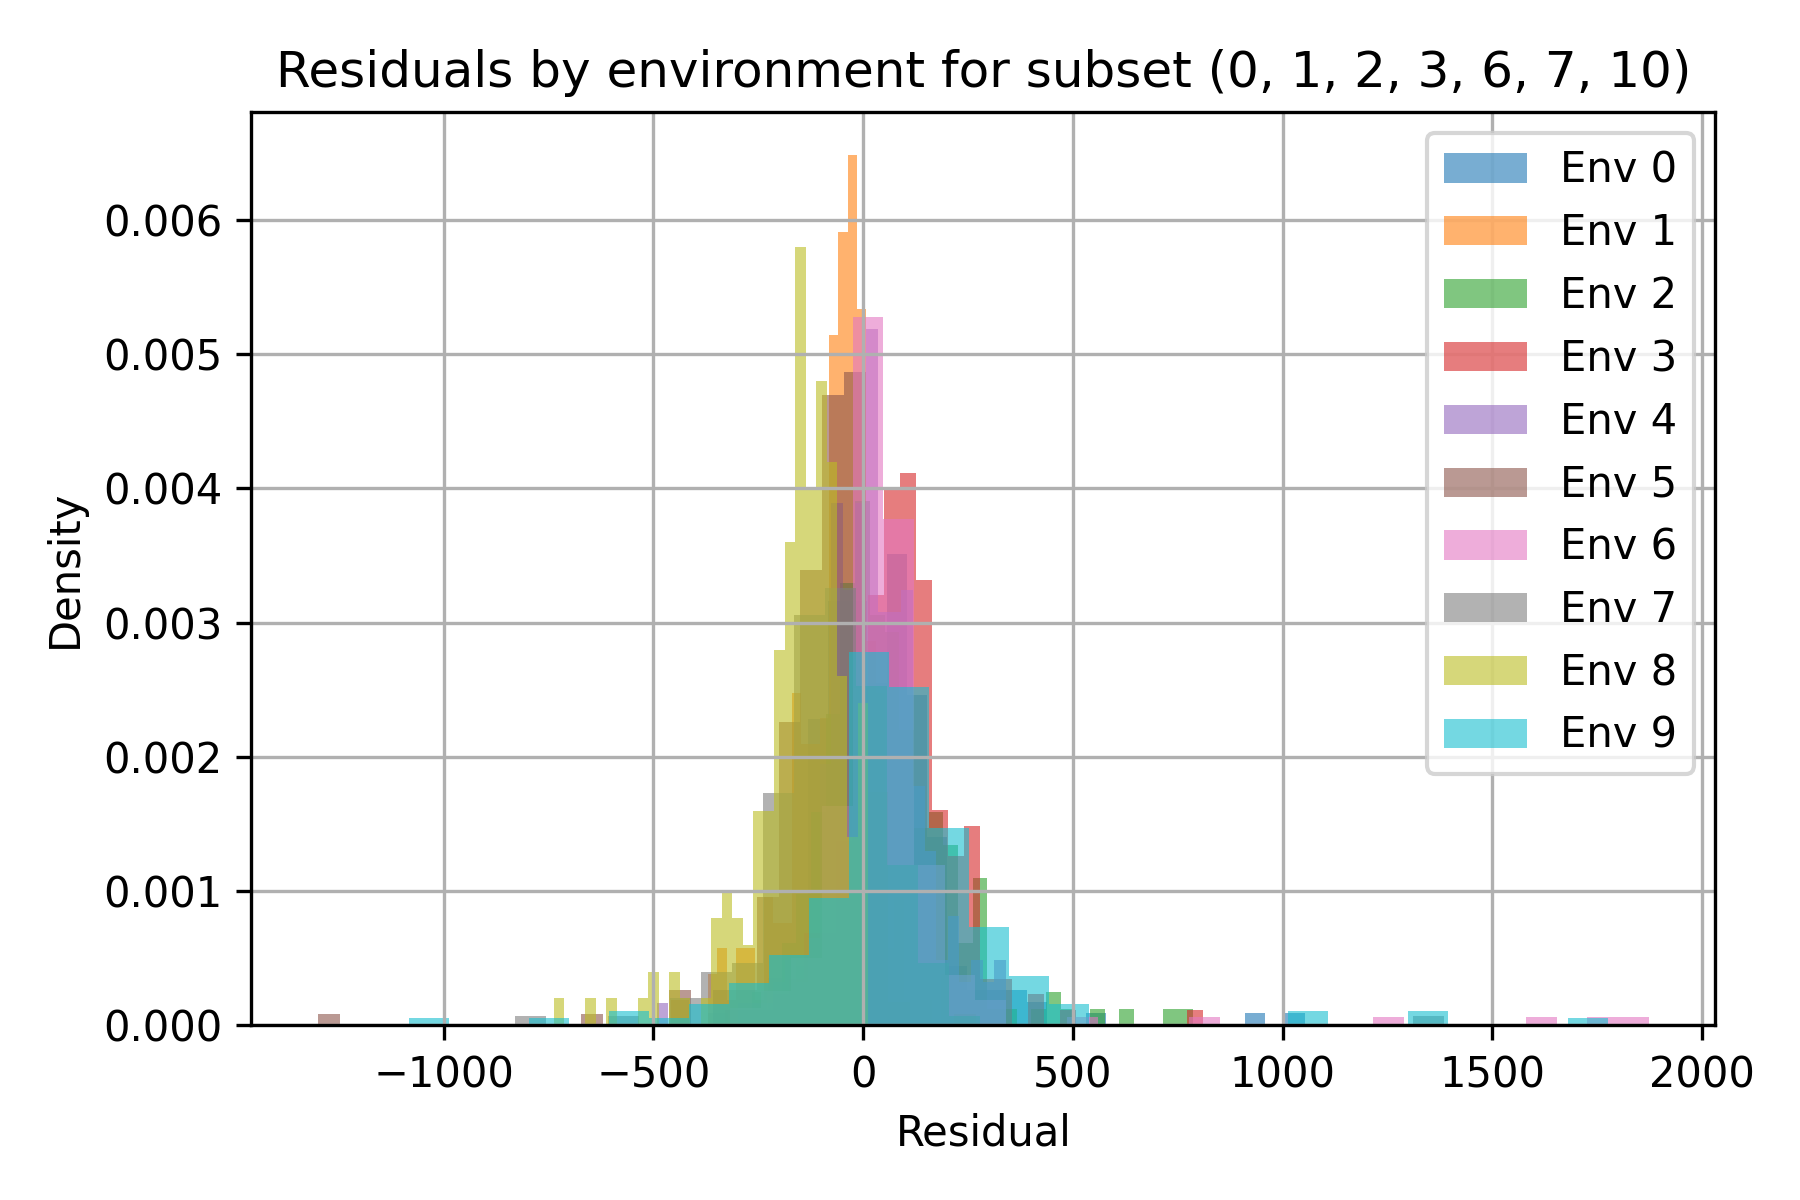 Residuals by environment for subset (0, 1, 2, 3, 6, 7, 10)
Density
0.006
0.005
0.004
0.003
0.002
0.001
0.000
Env 0
Env 1
Env 2
Env 3
Env 4
Env 5
Env 6
Env 7
Env 8
Env 9
−1000 −500 0 500 1000 1500 2000
Residual